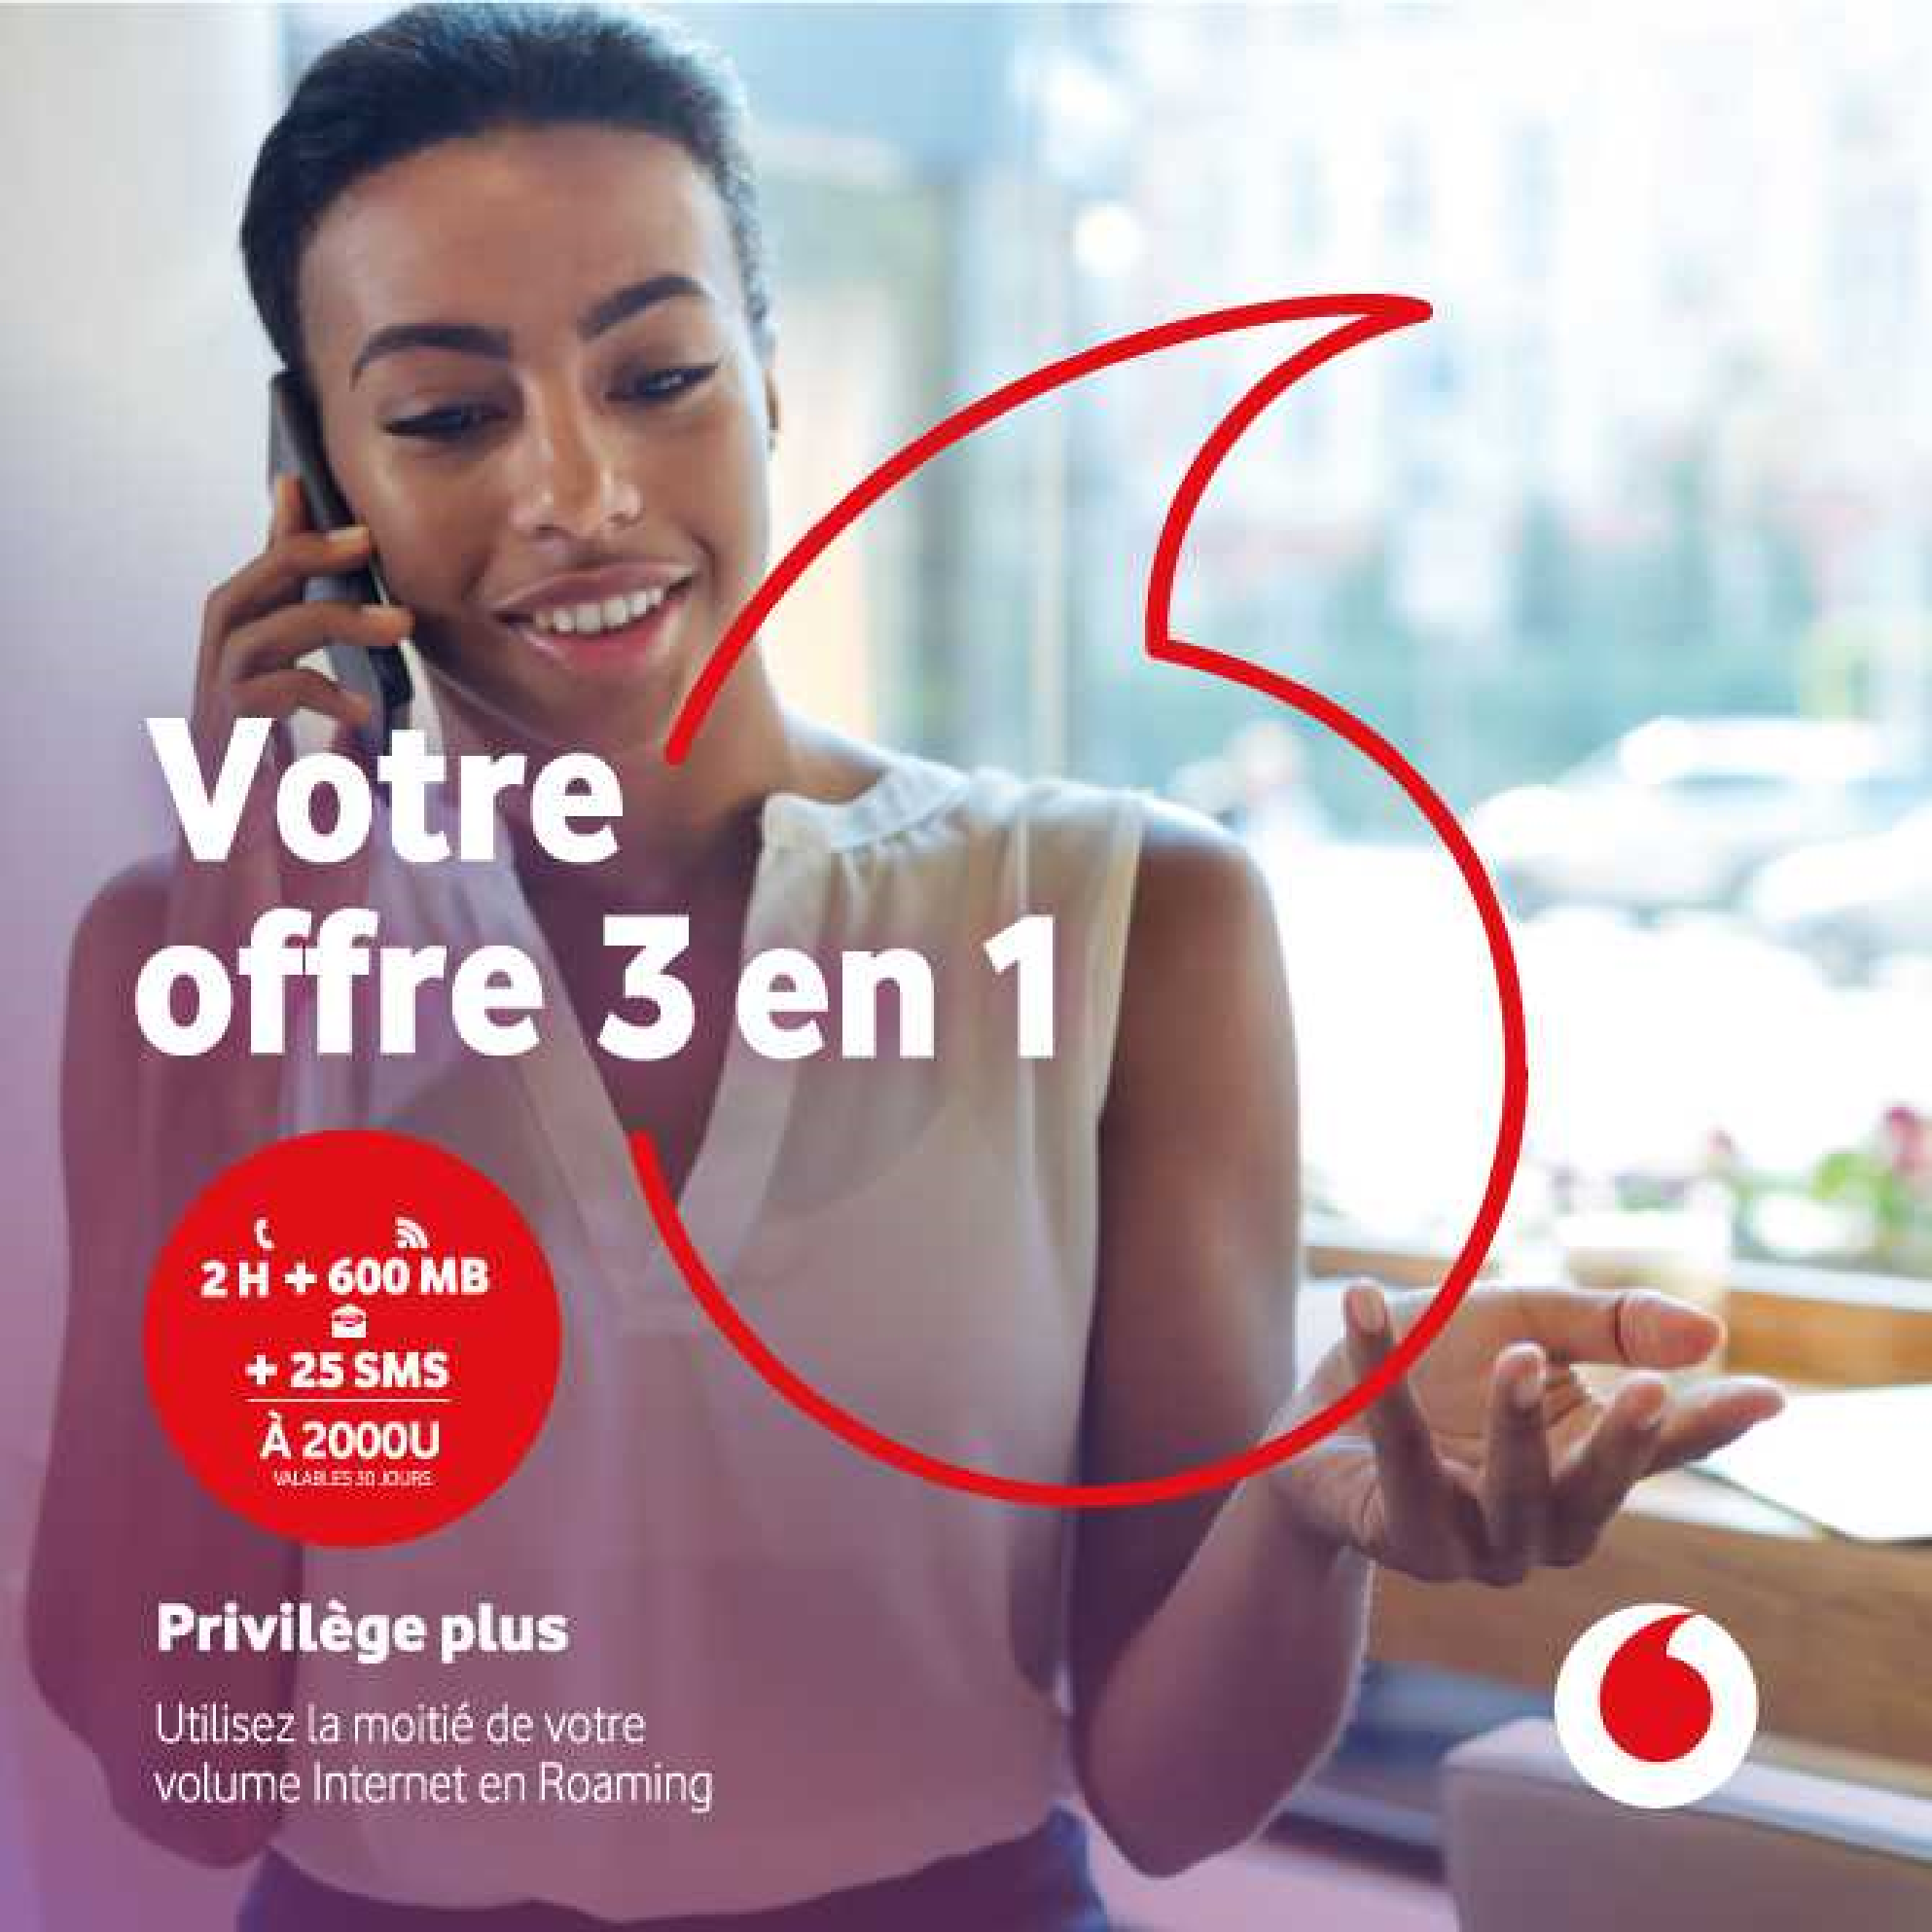 Votre
offre 3 en 1
2 H + 600 MB
+ 25 SMS
À 2000U
VALABLES 30 JOURS
Privilège plus
Utilisez la moitié de votre
volume Internet en Roaming